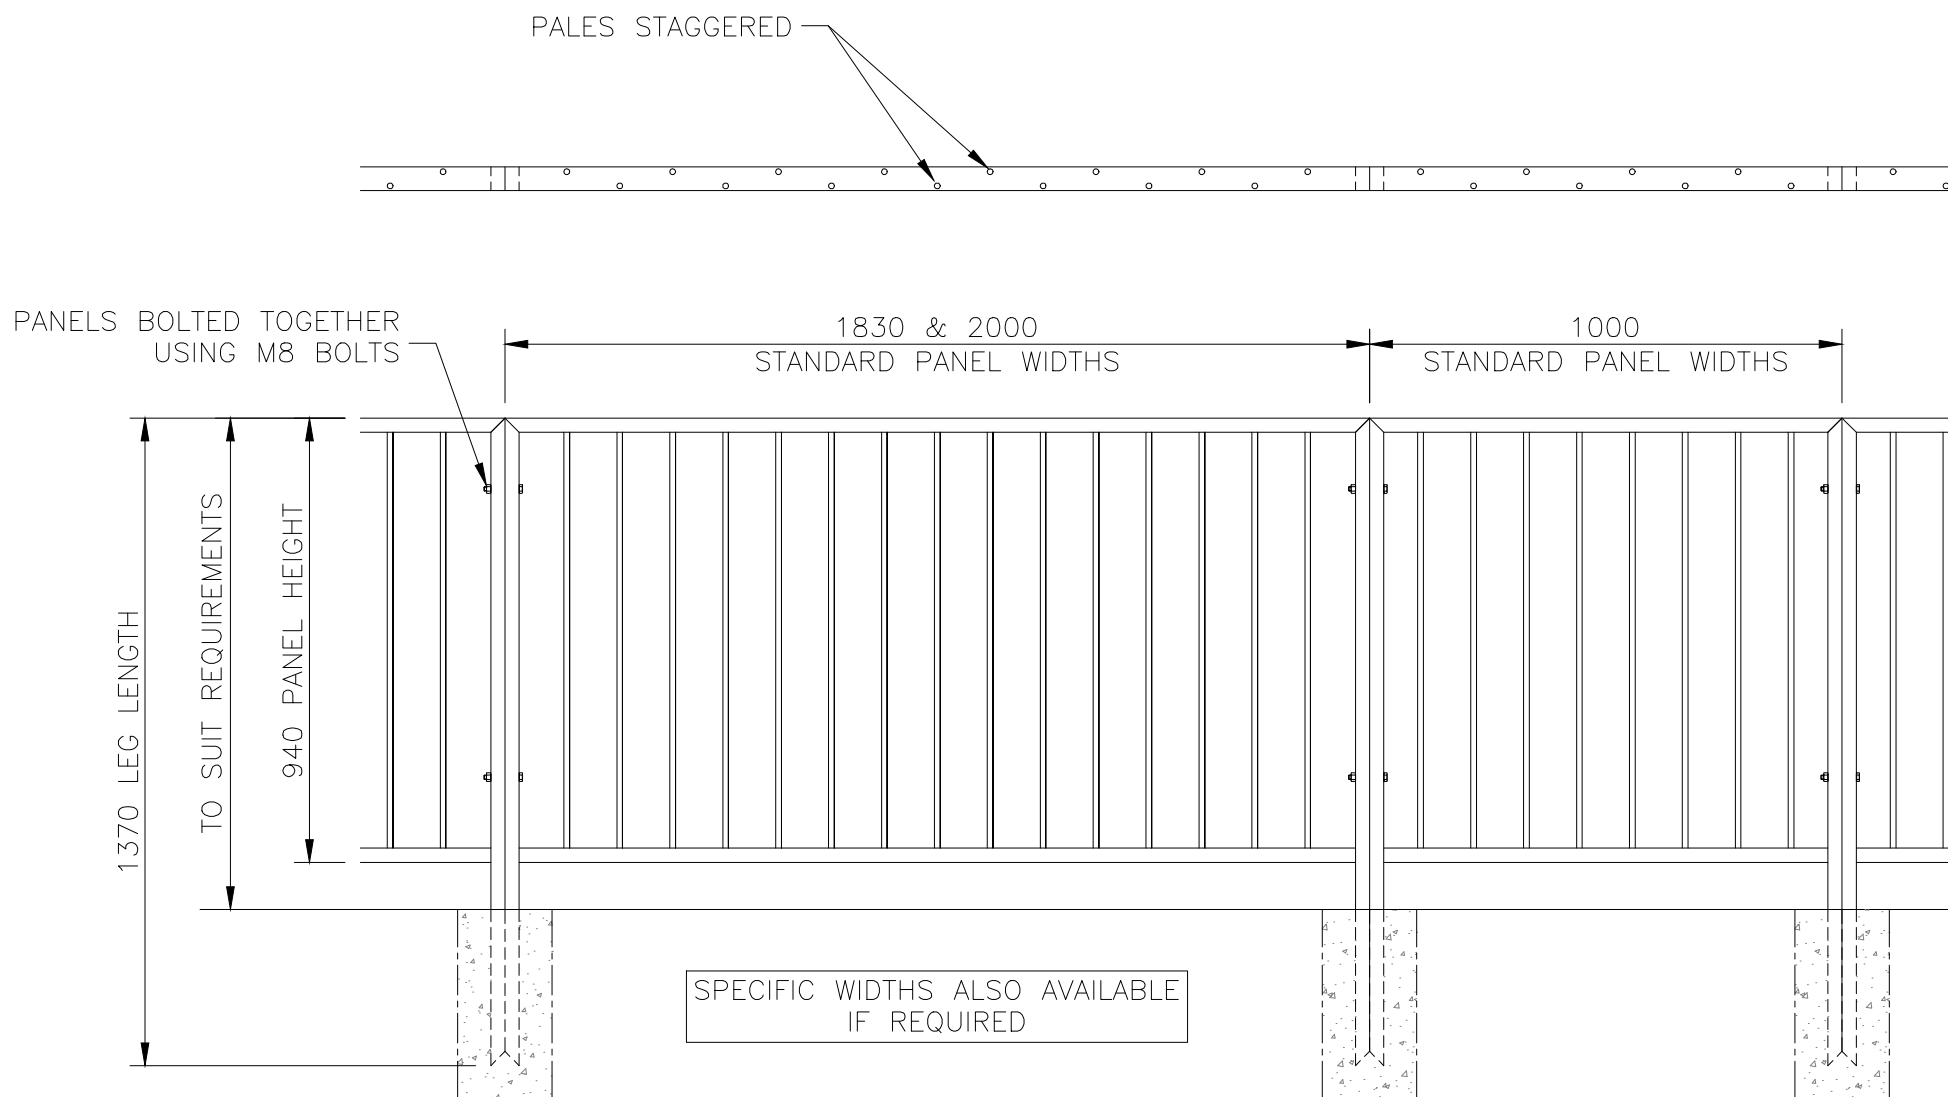 PALES STAGGERED
PANELS BOLTED TOGETHER
USING M8 BOLTS
1830 & 2000
STANDARD PANEL WIDTHS
1000
STANDARD PANEL WIDTHS
1370 LEG LENGTH
TO SUIT REQUIREMENTS
940 PANEL HEIGHT
SPECIFIC WIDTHS ALSO AVAILABLE
IF REQUIRED